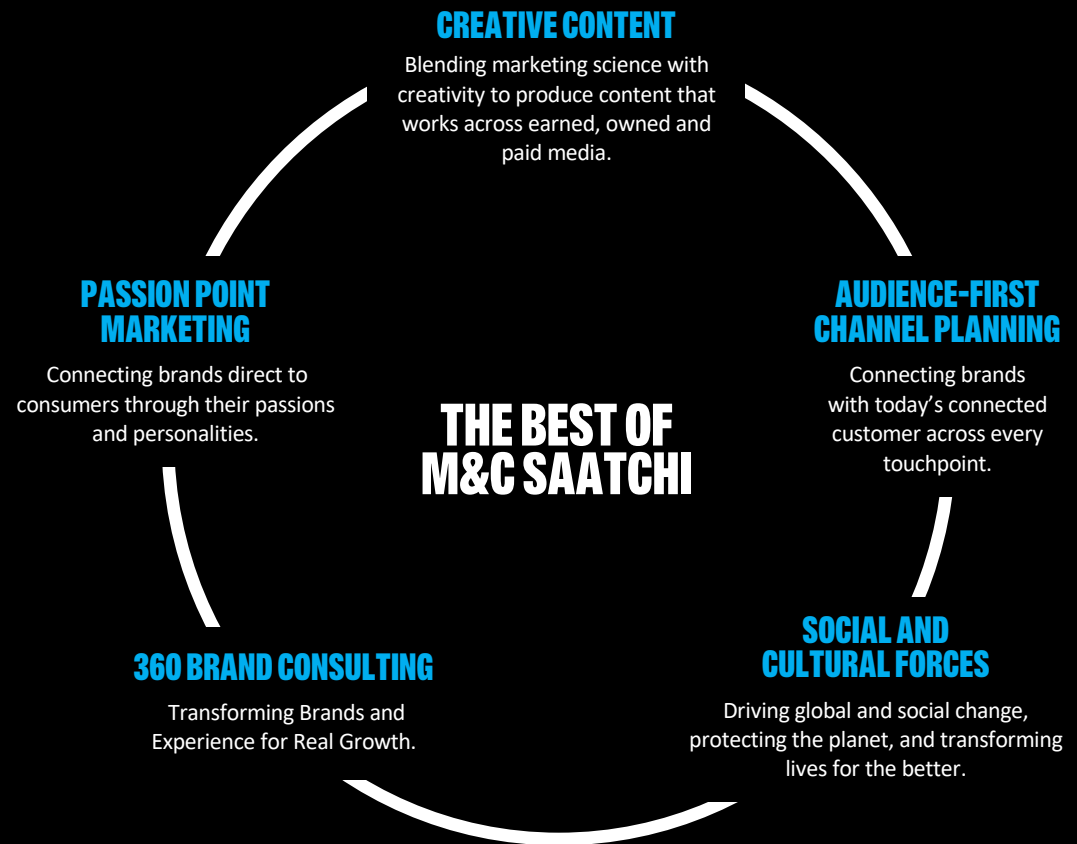 CREATIVE CONTENT
Blending marketing science with
creativity to produce content that
works across earned, owned and
paid media.
PASSION POINT
MARKETING
Connecting brands direct to
consumers through their passions
and personalities.
AUDIENCE-FIRST
CHANNEL PLANNING
Connecting brands
with today’s connected
customer across every
touchpoint.
THE BEST OF
M&C SAATCHI
360 BRAND CONSULTING
Transforming Brands and
Experience for Real Growth.
SOCIAL AND
CULTURAL FORCES
Driving global and social change,
protecting the planet, and transforming
lives for the better.